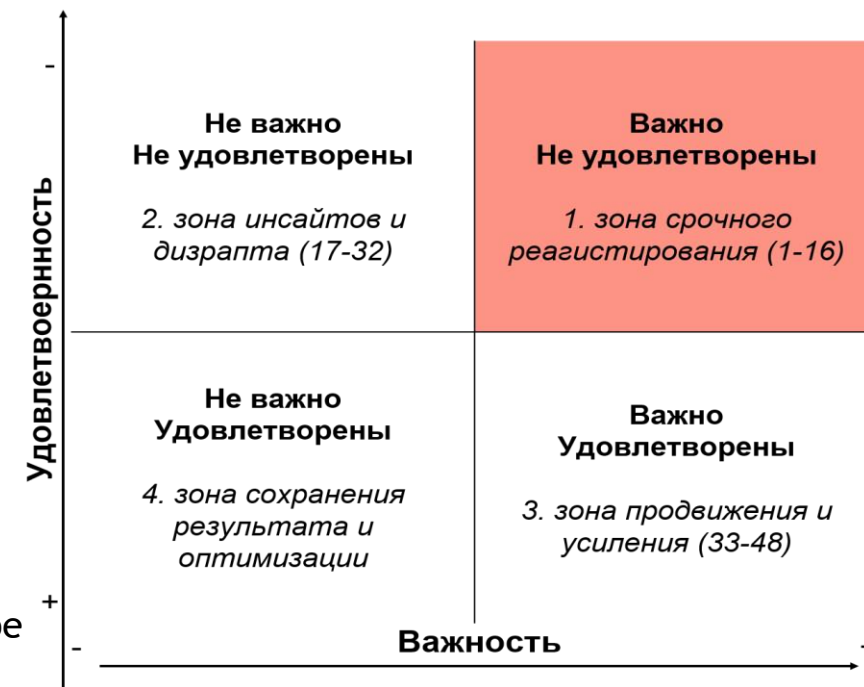 -
Не важно
Не удовлетворены
2. зона инсайтов и
дизрапта (17-32)
Важно
Не удовлетворены
1. зона срочного
реагистирования (1-16)
Удовлетвоернность
Не важно
Удовлетворены
4. зона сохранения
результата и
оптимизации
Важно
Удовлетворены
3. зона продвижения и
усиления (33-48)
+
-
Важность